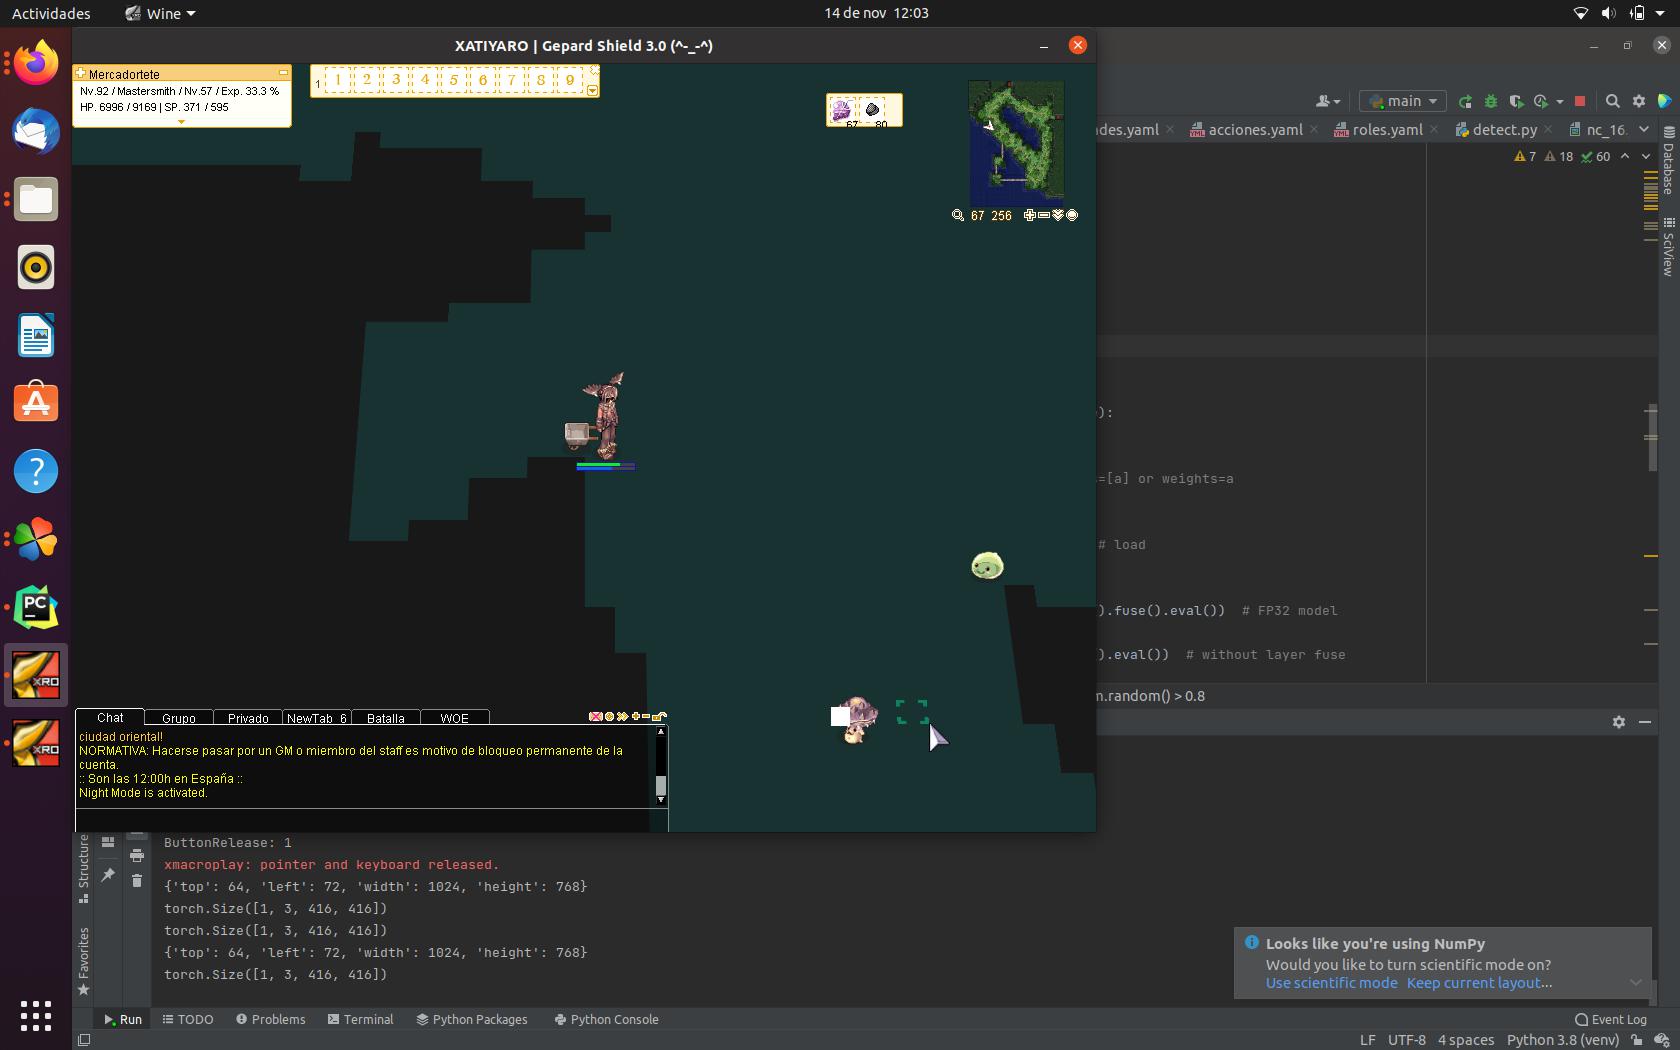 Actividades
Wine
14 de nov 12:03
XATIYARO | Gepard Shield 3.0 (^-_-^)
Mercadortete
Nv.92 / Mastersmith / Nv.57 / Exp. 33.3 %
HP. 6996 / 9169 | SP. 371 / 595
1 1 2 3 4 5 6 7 8 9
67 80
67 256
main
des.yaml
acciones.yaml
roles.yaml
detect.py
nc_16.
7 18 60
Database
SciView
):
=[a] or weights=a
# load
).fuse().eval()) # FP32 model
).eval()) # without layer fuse
m.random() > 0.8
Chat
Grupo
Privado
NewTab_6
Batalla
WOE
ciudad oriental!
NORMATIVA: Hacerse pasar por un GM o miembro del staff es motivo de bloqueo permanente de la
cuenta.
:: Son las 12:00h en España ::
Night Mode is activated.
XRO
XRO
PC
Structure
Favorites
ButtonRelease: 1
xmacroplay: pointer and keyboard released.
{'top': 64, 'left': 72, 'width': 1024, 'height': 768}
torch.Size([1, 3, 416, 416])
torch.Size([1, 3, 416, 416])
{'top': 64, 'left': 72, 'width': 1024, 'height': 768}
torch.Size([1, 3, 416, 416])
Looks like you're using NumPy
Would you like to turn scientific mode on?
Use scientific mode Keep current layout...
Run
TODO
Problems
Terminal
Python Packages
Python Console
Event Log
LF UTF-8 4 spaces Python 3.8 (venv)